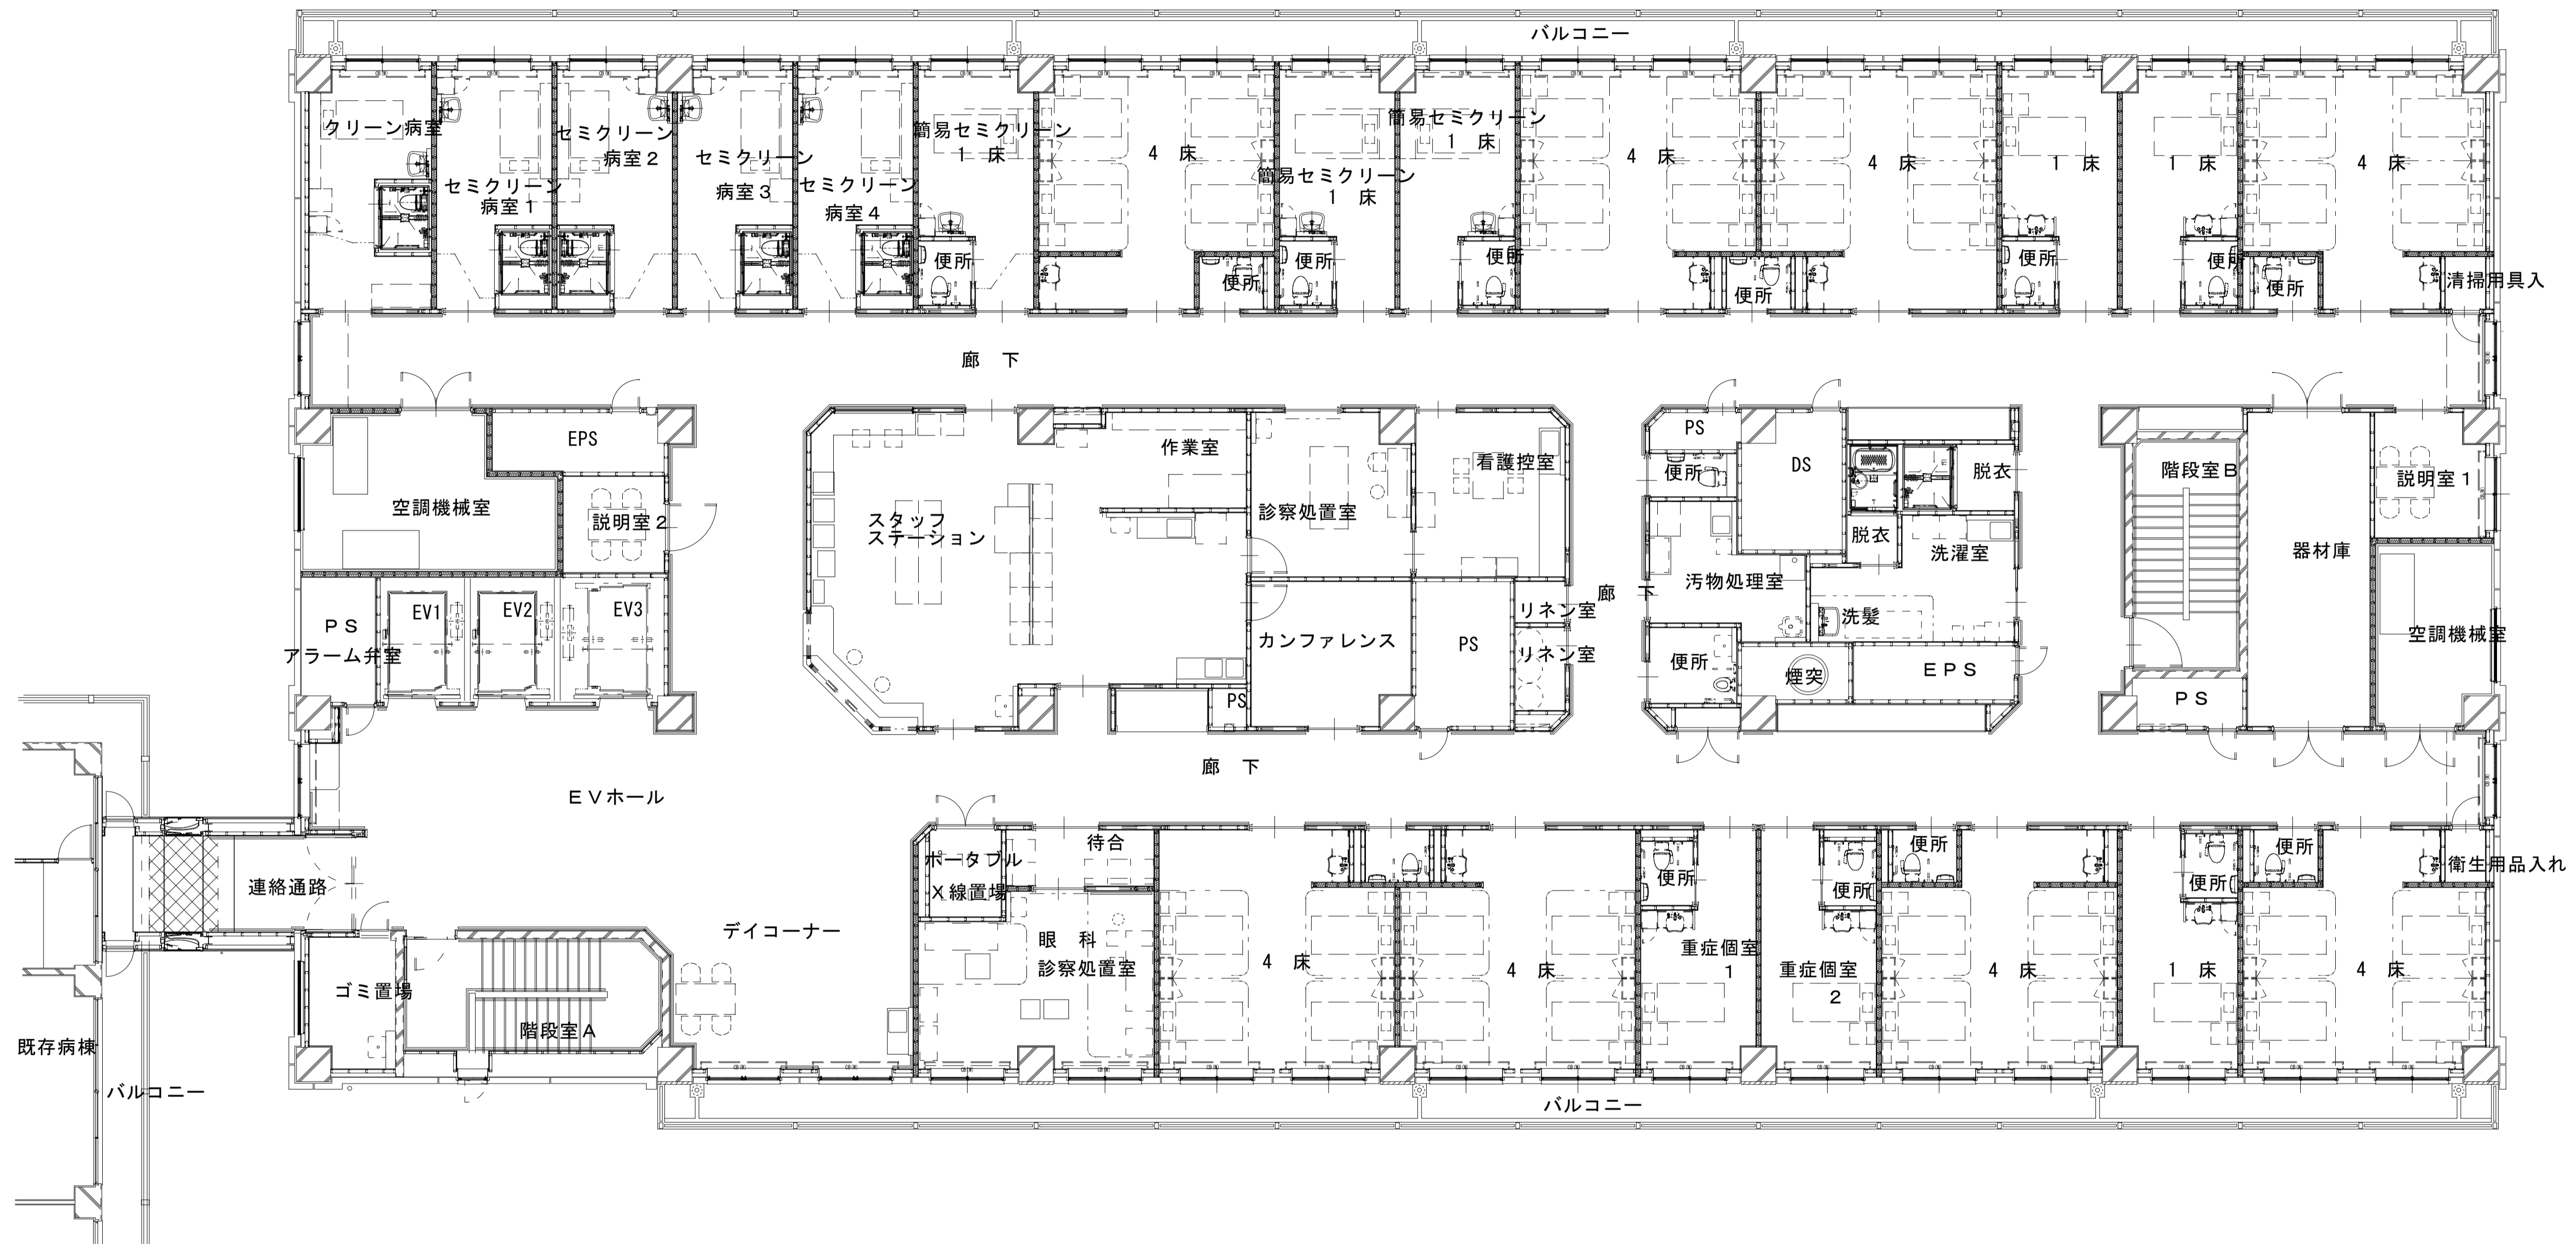 バルコニー
クリーン病室
セミクリーン
病室1
セミクリーン
病室2
セミクリーン
病室3
セミクリーン
病室4
簡易セミクリーン
1 床
便所
4 床
便所
簡易セミクリーン
1 床
便所
簡易セミクリーン
1 床
便所
4 床
便所
4 床
1 床
便所
1 床
便所
4 床
便所
清掃用具入
廊 下
EPS
空調機械室
説明室2
PS
アラーム弁室
EV1
EV2
EV3
スタッフ
ステーション
作業室
診察処置室
看護控室
カンファレンス
PS
PS
リネン室
リネン室
廊 下
PS
便所
DS
脱衣
脱衣
洗濯室
汚物処理室
洗髪
便所
煙突
EPS
階段室B
PS
器材庫
説明室1
空調機械室
廊 下
EVホール
連絡通路
ゴミ置場
階段室A
デイコーナー
ポータブル
X線置場
待合
眼 科
診察処置室
4 床
4 床
便所
重症個室
1
便所
重症個室
2
便所
4 床
便所
1 床
便所
4 床
衛生用品入れ
既存病棟
バルコニー
バルコニー